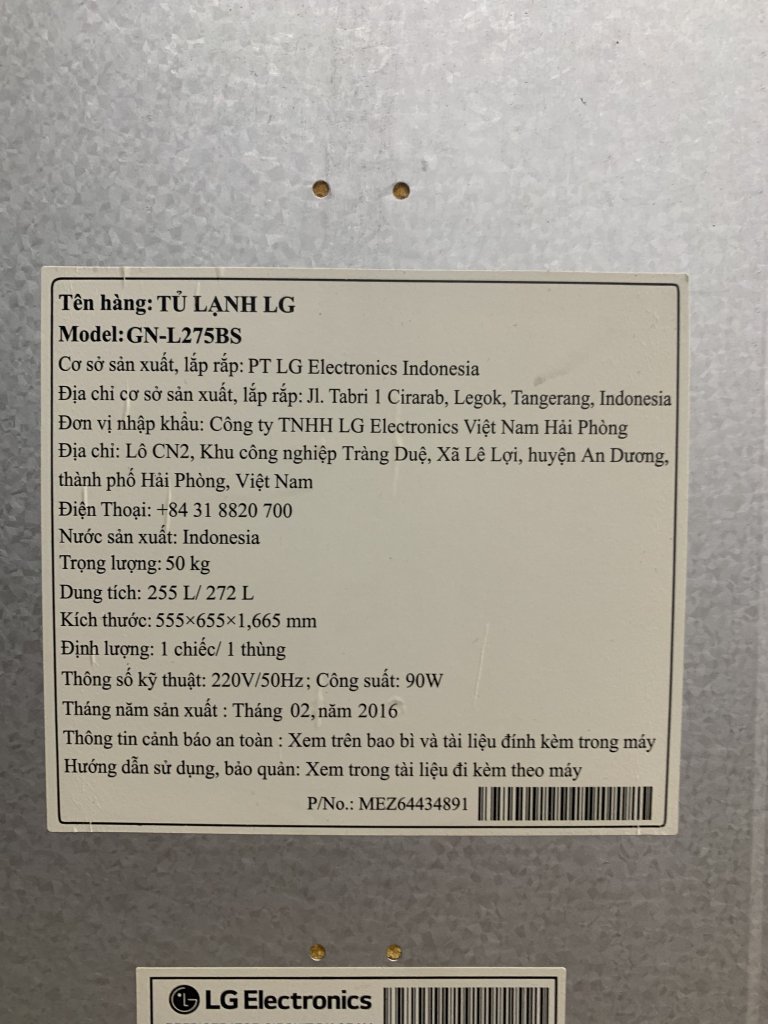 Tên hàng: TỦ LẠNH LG
Model: GN-L275BS
Cơ sở sản xuất, lắp rắp: PT LG Electronics Indonesia
Địa chỉ cơ sở sản xuất, lắp rắp: Jl. Tabri 1 Cirarab, Legok, Tangerang, Indonesia
Đơn vị nhập khẩu: Công ty TNHH LG Electronics Việt Nam Hải Phòng
Địa chỉ: Lô CN2, Khu công nghiệp Tràng Duệ, Xã Lê Lợi, huyện An Dương,
thành phố Hải Phòng, Việt Nam
Điện Thoại: +84 31 8820 700
Nước sản xuất: Indonesia
Trọng lượng: 50 kg
Dung tích: 255 L/ 272 L
Kích thước: 555×655×1,665 mm
Định lượng: 1 chiếc/ 1 thùng
Thông số kỹ thuật: 220V/50Hz; Công suất: 90W
Tháng năm sản xuất : Tháng 02, năm 2016
Thông tin cảnh báo an toàn : Xem trên bao bì và tài liệu đính kèm trong máy
Hướng dẫn sử dụng, bảo quản: Xem trong tài liệu đi kèm theo máy
P/No.: MEZ64434891
LG Electronics